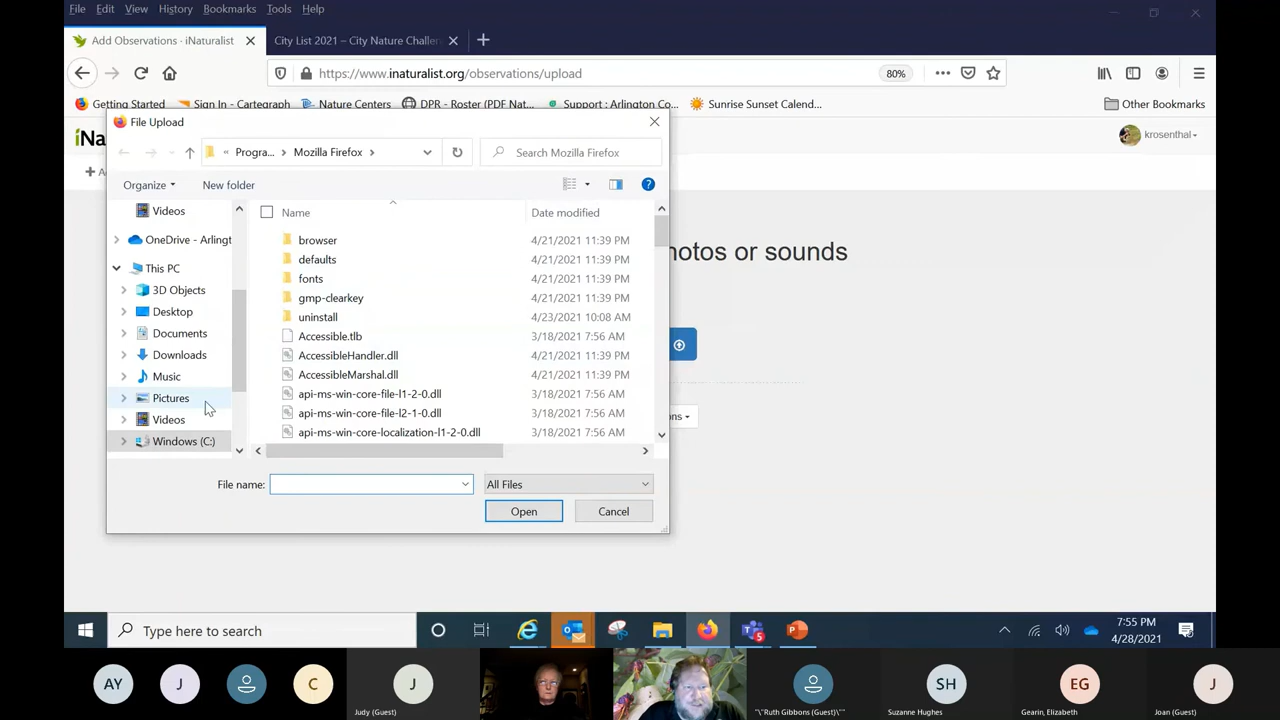 File Edit View History Bookmarks Tools Help
Add Observations · iNaturalist City List 2021 – City Nature Challen
https://www.inaturalist.org/observations/upload 80%
Getting Started Sign In - Cartegraph Nature Centers DPR - Roster (PDF Nat... Support : Arlington Co... Sunrise Sunset Calend... Other Bookmarks
File Upload
iNa krosenthal
Progra... Mozilla Firefox Search Mozilla Firefox
Organize New folder
Name Date modified
Videos
OneDrive - Arlingt
This PC
3D Objects
Desktop
Documents
Downloads
Music
Pictures
Videos
Windows (C:)
browser 4/21/2021 11:39 PM
defaults 4/21/2021 11:39 PM
fonts 4/21/2021 11:39 PM
gmp-clearkey 4/21/2021 11:39 PM
uninstall 4/23/2021 10:08 AM
Accessible.tlb 3/18/2021 7:56 AM
AccessibleHandler.dll 4/21/2021 11:39 PM
AccessibleMarshal.dll 4/21/2021 11:39 PM
api-ms-win-core-file-l1-2-0.dll 3/18/2021 7:56 AM
api-ms-win-core-file-l2-1-0.dll 3/18/2021 7:56 AM
api-ms-win-core-localization-l1-2-0.dll 3/18/2021 7:56 AM
hotos or sounds
ns
File name: All Files
Open Cancel
Type here to search
7:55 PM
4/28/2021
AY J C J SH EG J
Judy (Guest) \"Ruth Gibbons (Guest)\" Suzanne Hughes Gearin, Elizabeth Joan (Guest)